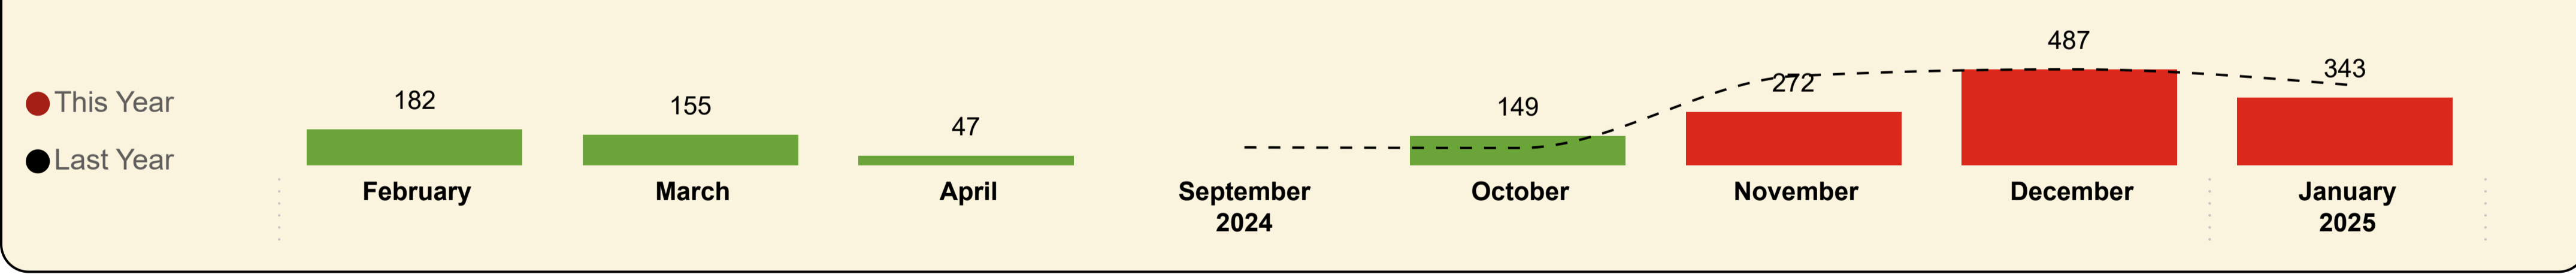 This Year
Last Year
182
155
47
149
272
487
343
February
March
April
September
2024
October
November
December
January
2025